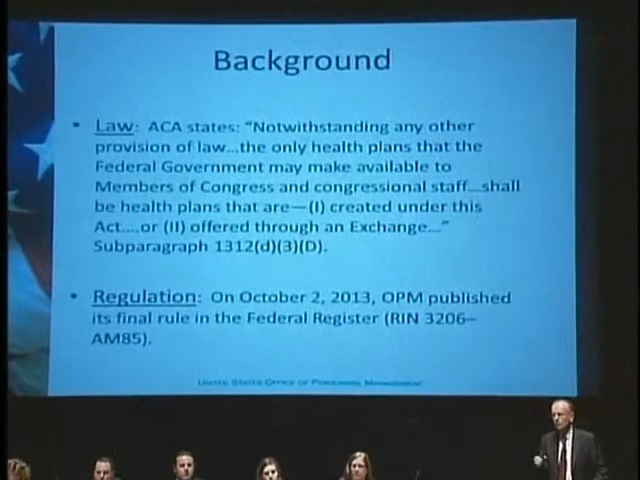 Background
• Law: ACA states: "Notwithstanding any other
provision of law...the only health plans that the
Federal Government may make available to
Members of Congress and congressional staff...shall
be health plans that are—(I) created under this
Act....or (II) offered through an Exchange..."
Subparagraph 1312(d)(3)(D).
• Regulation: On October 2, 2013, OPM published
its final rule in the Federal Register (RIN 3206–
AM85).
United States Office of Personnel Management